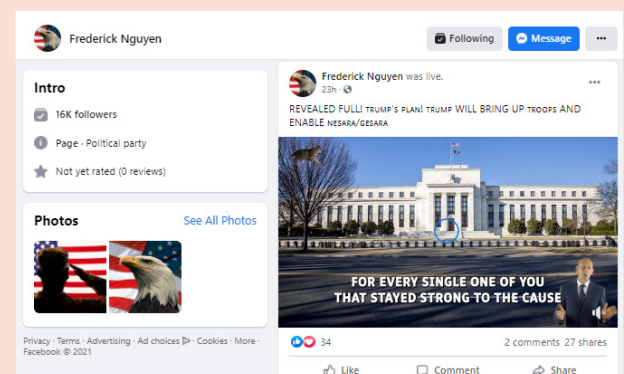 Frederick Nguyen
Following
Message
Intro
16K followers
Page · Political party
Not yet rated (0 reviews)
Photos
See All Photos
Privacy · Terms · Advertising · Ad choices · Cookies · More ·
Facebook © 2021
Frederick Nguyen was live.
23h ·
REVEALED FULL! TRUMP'S PLAN! TRUMP WILL BRING UP TROOPS AND
ENABLE NESARA/GESARA
FOR EVERY SINGLE ONE OF YOU
THAT STAYED STRONG TO THE CAUSE
34
2 comments 27 shares
Like
Comment
Share